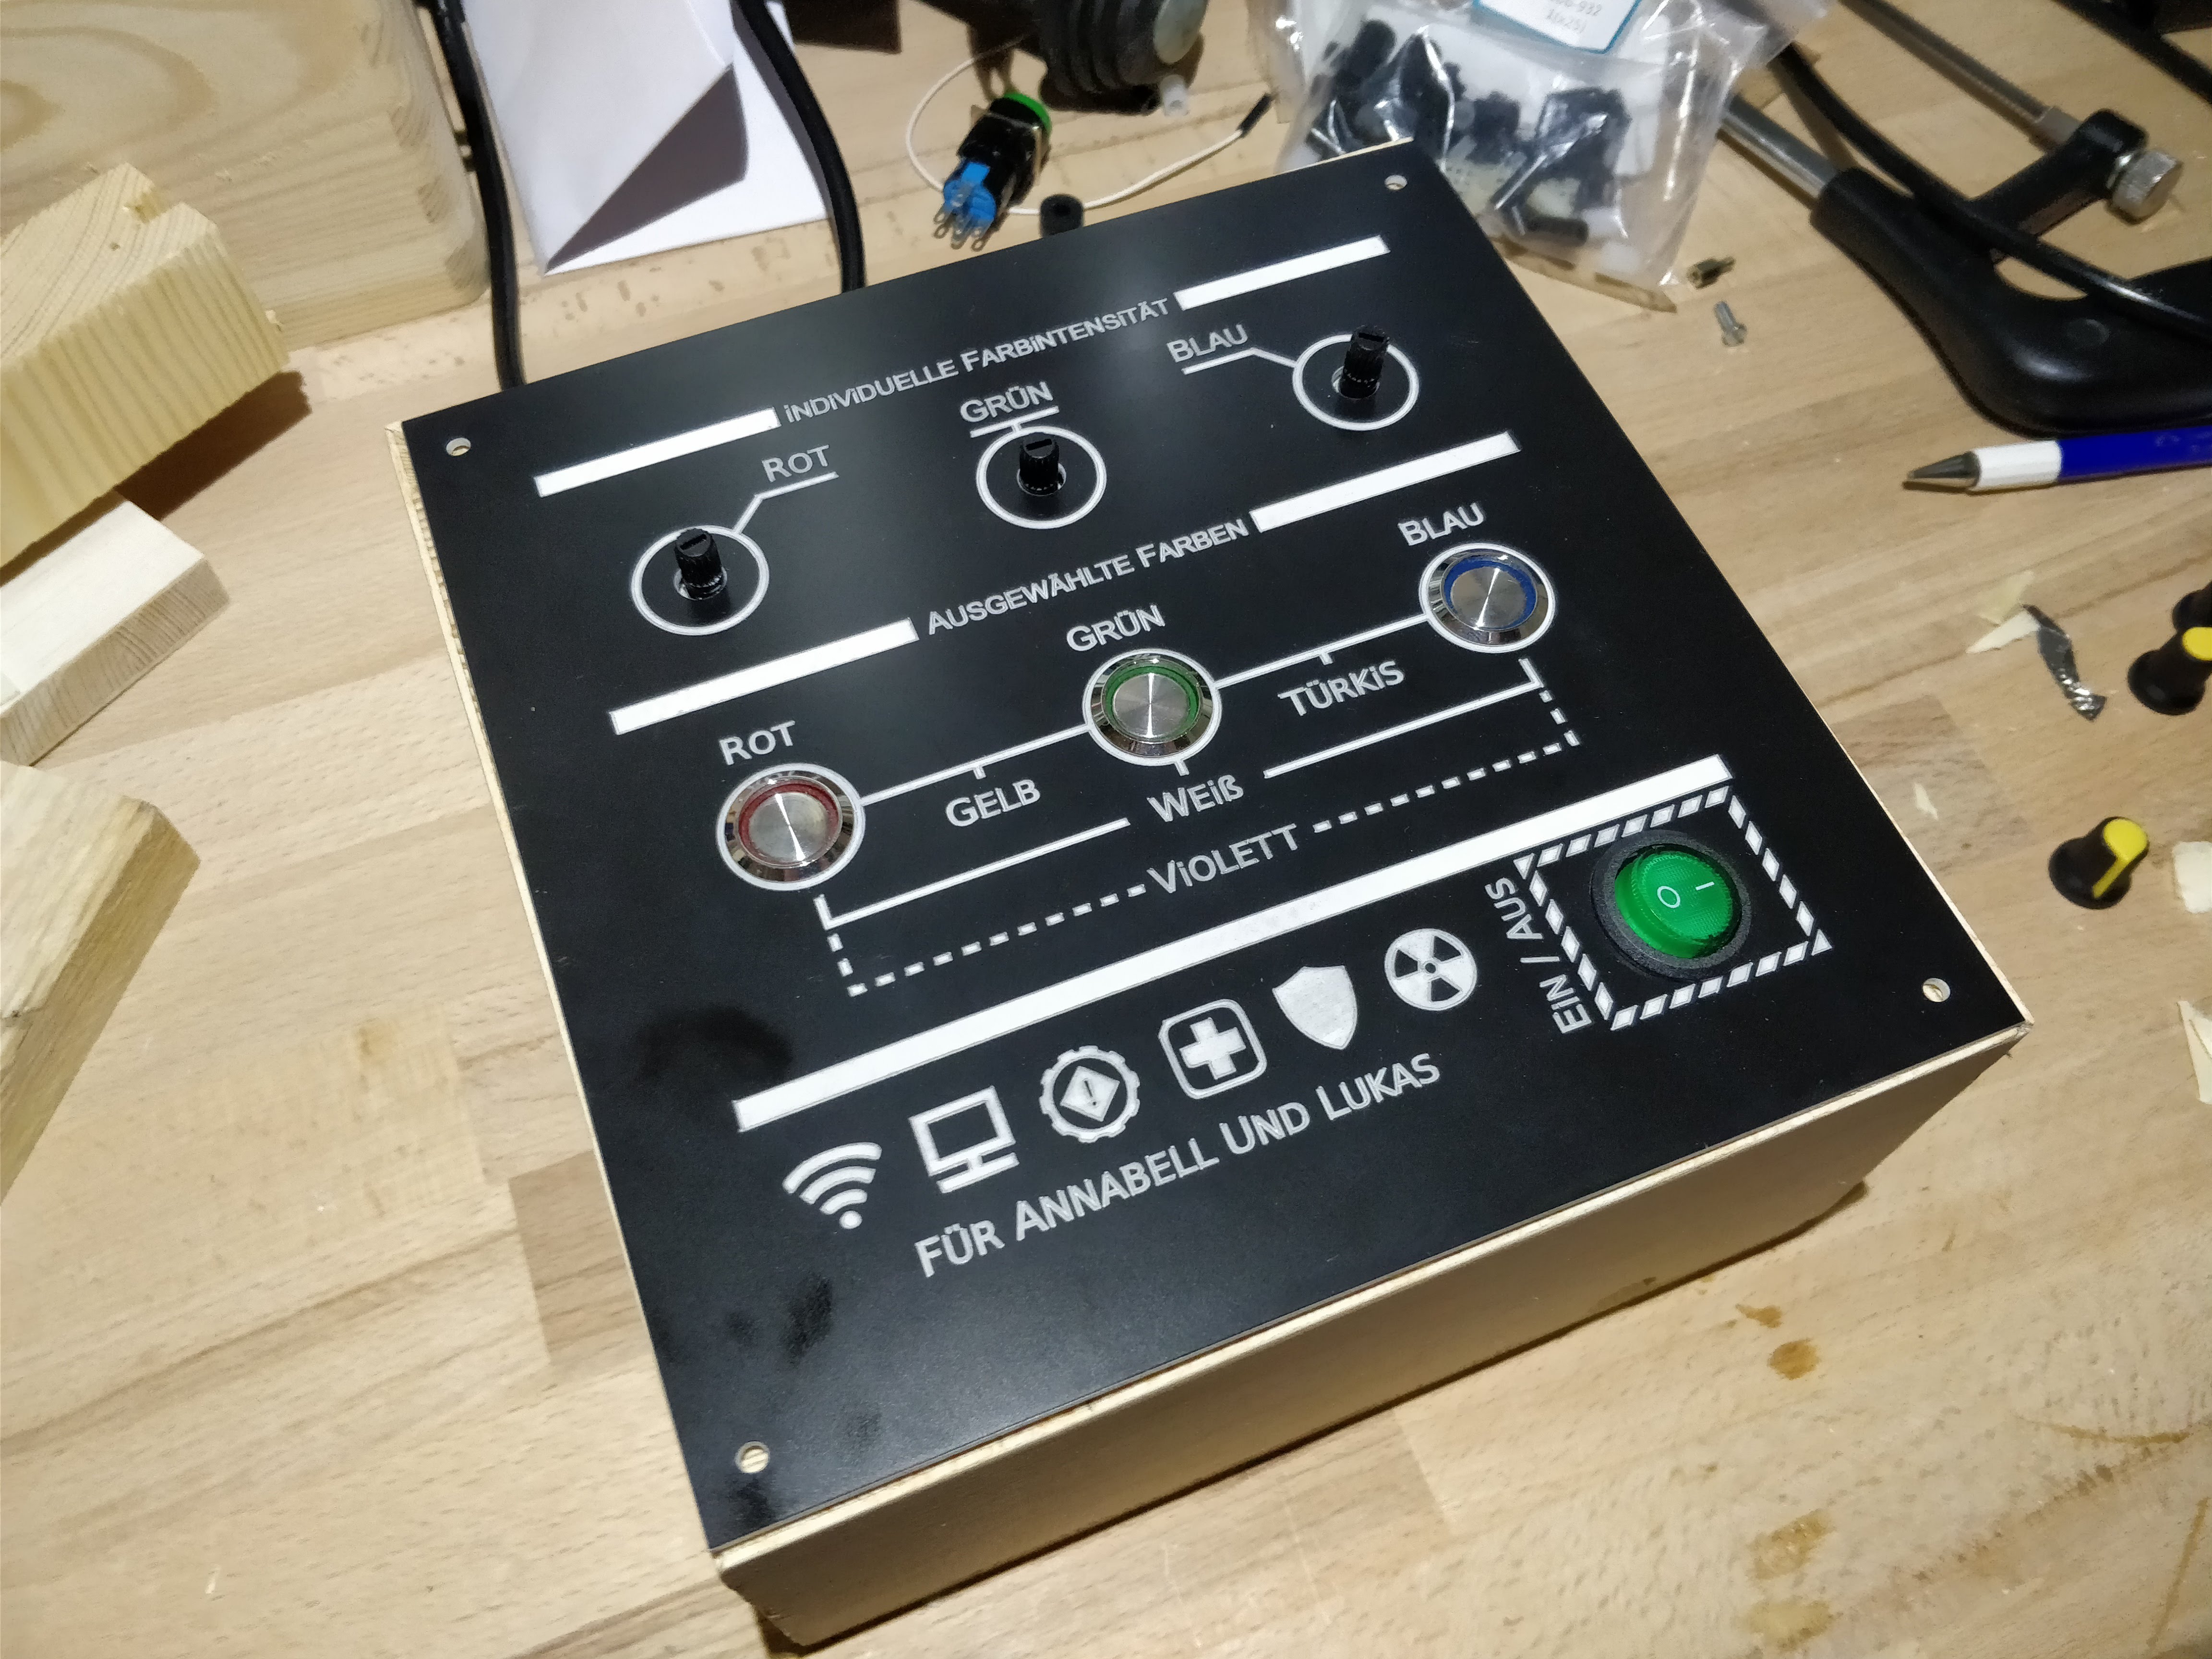 iNDiViDUELLE FARBiNTENSiTÄT
ROT
GRÜN
BLAU
AUSGEWÄHLTE FARBEN
ROT
GRÜN
BLAU
GELB
TÜRKiS
WEiß
ViOLETT
EiN / AUS
O I
FÜR ANNABELL UND LUKAS